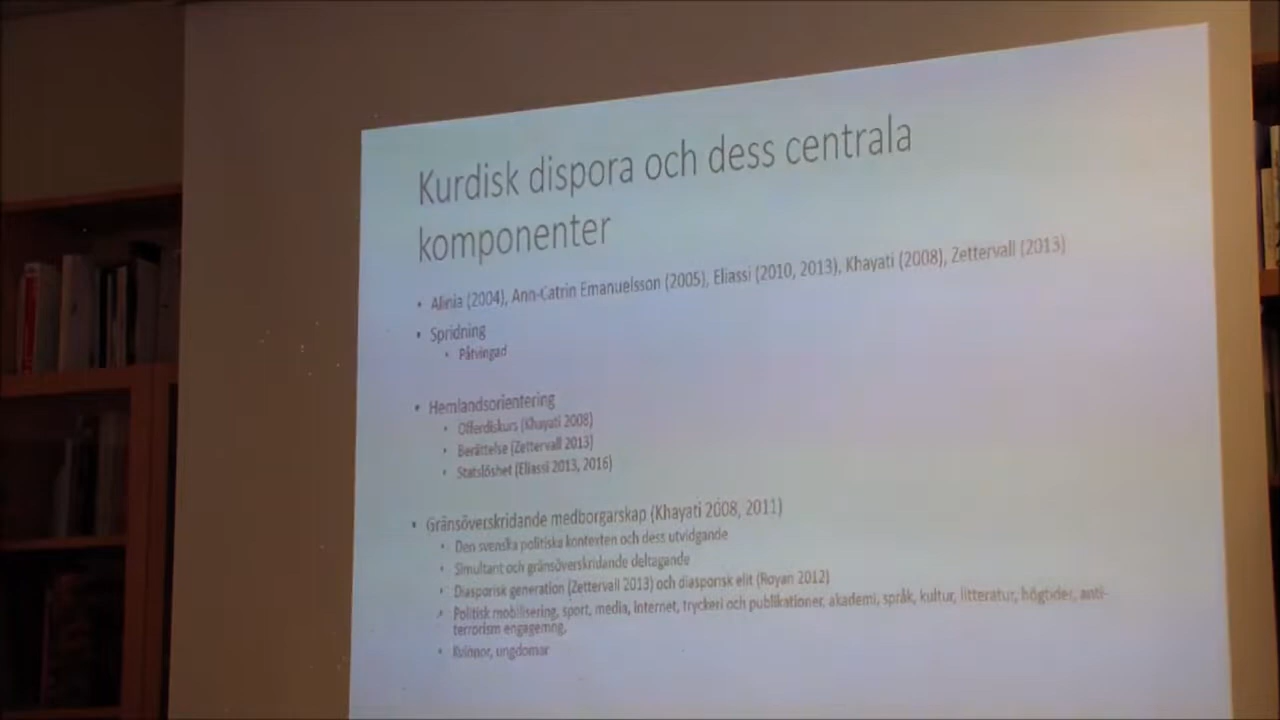 Kurdisk dispora och dess centrala
komponenter
• Alinia (2004), Ann-Catrin Emanuelsson (2005), Eliassi (2010, 2013), Khayati (2008), Zettervall (2013)
• Spridning
• Påtvingad
• Hemlandsorientering
• Offerdiskurs (Khayati 2008)
• Berättelse (Zettervall 2013)
• Statslöshet (Eliassi 2013, 2016)
• Gränsöverskridande medborgarskap (Khayati 2008, 2011)
• Den svenska politiska kontexten och dess utvidgande
• Simultant och gränsöverskridande deltagande
• Diasporisk generation (Zettervall 2013) och diasporisk elit (Royan 2012)
• Politisk mobilisering, sport, media, Internet, tryckeri och publikationer, akademi, språk, kultur, litteratur, högtider, anti-
terrorism engagemng,
• Kvinnor, ungdomar